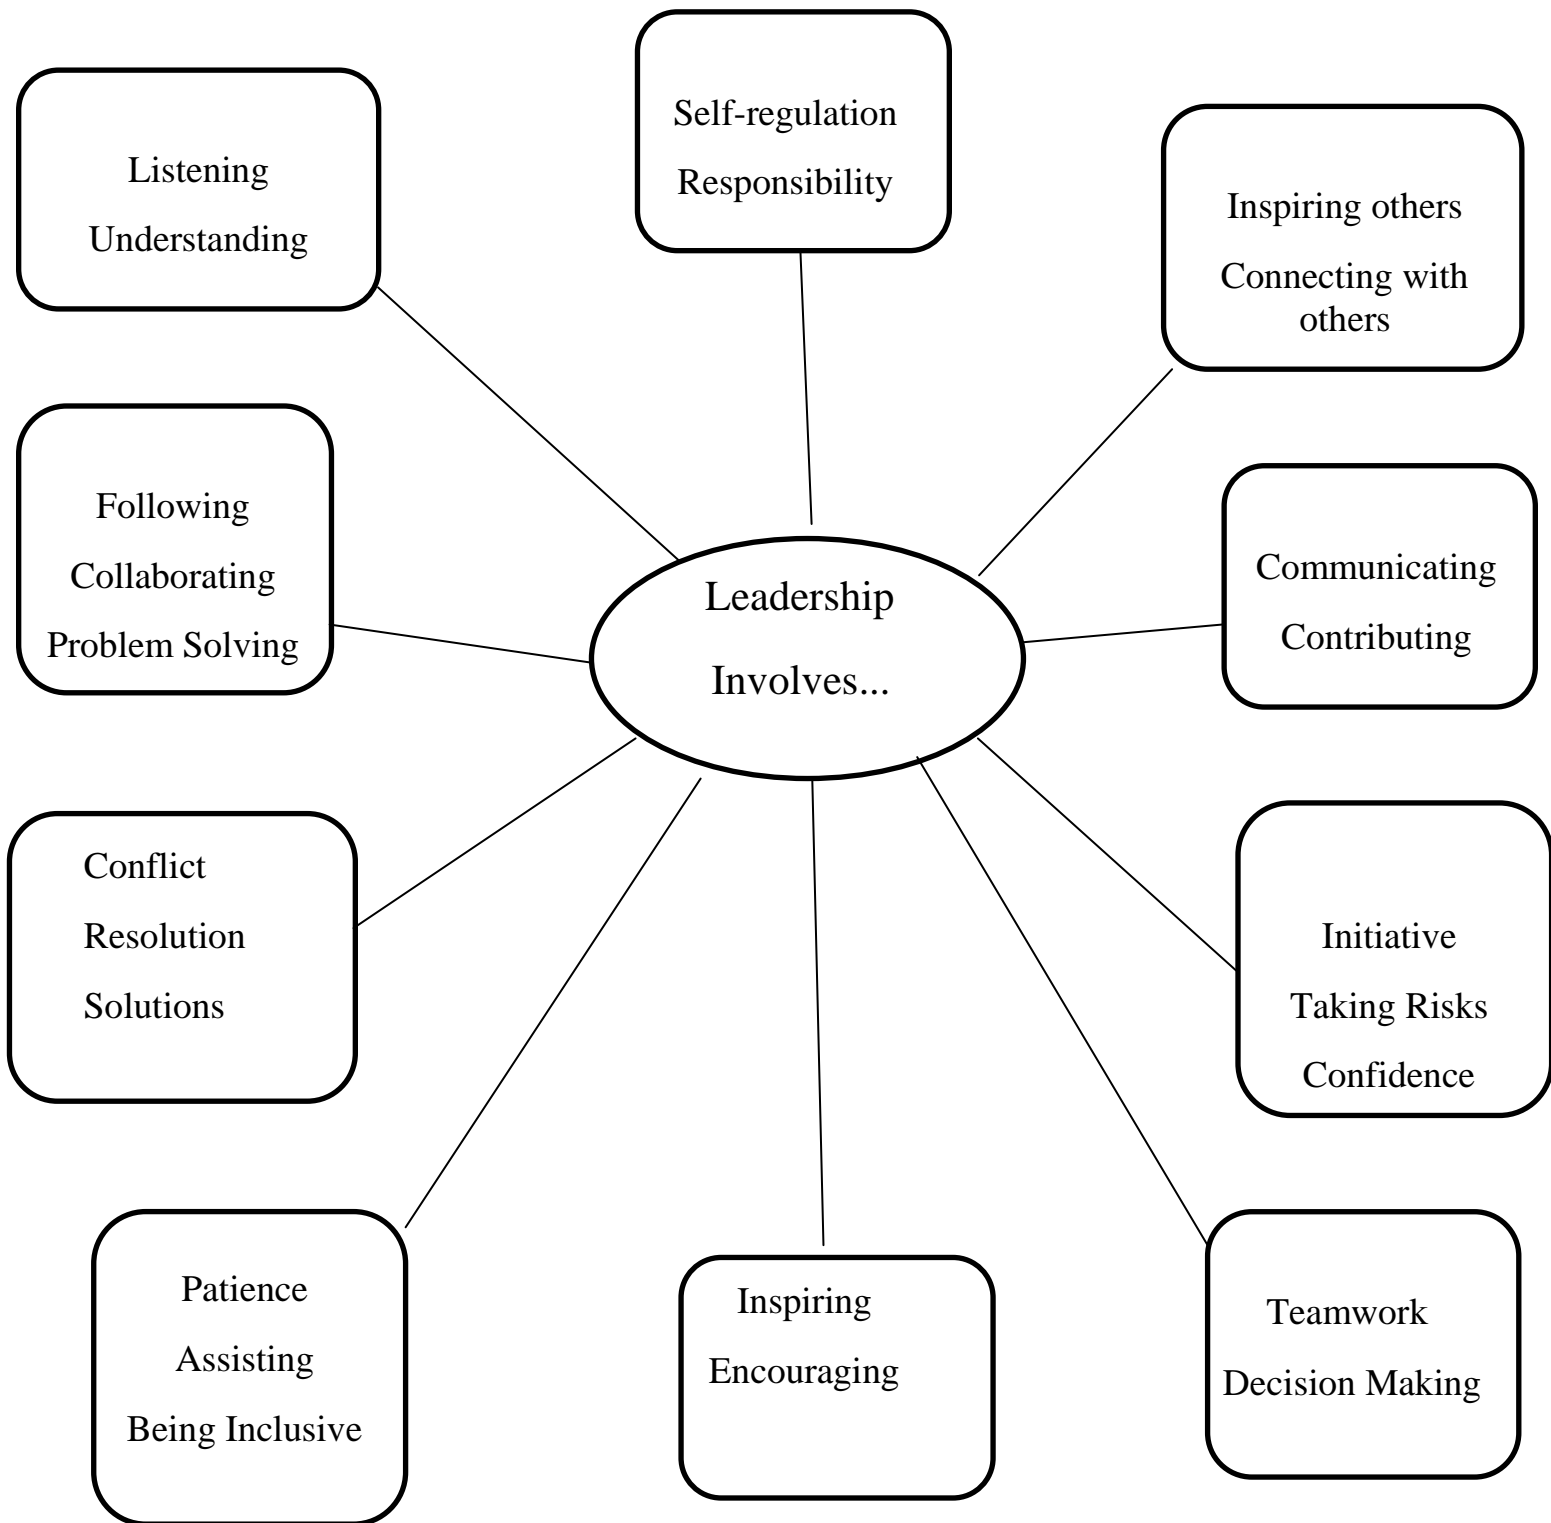 Self-regulation
Responsibility
Listening
Understanding
Inspiring others
Connecting with
others
Following
Collaborating
Problem Solving
Leadership
Involves...
Communicating
Contributing
Conflict
Resolution
Solutions
Initiative
Taking Risks
Confidence
Patience
Assisting
Being Inclusive
Inspiring
Encouraging
Teamwork
Decision Making